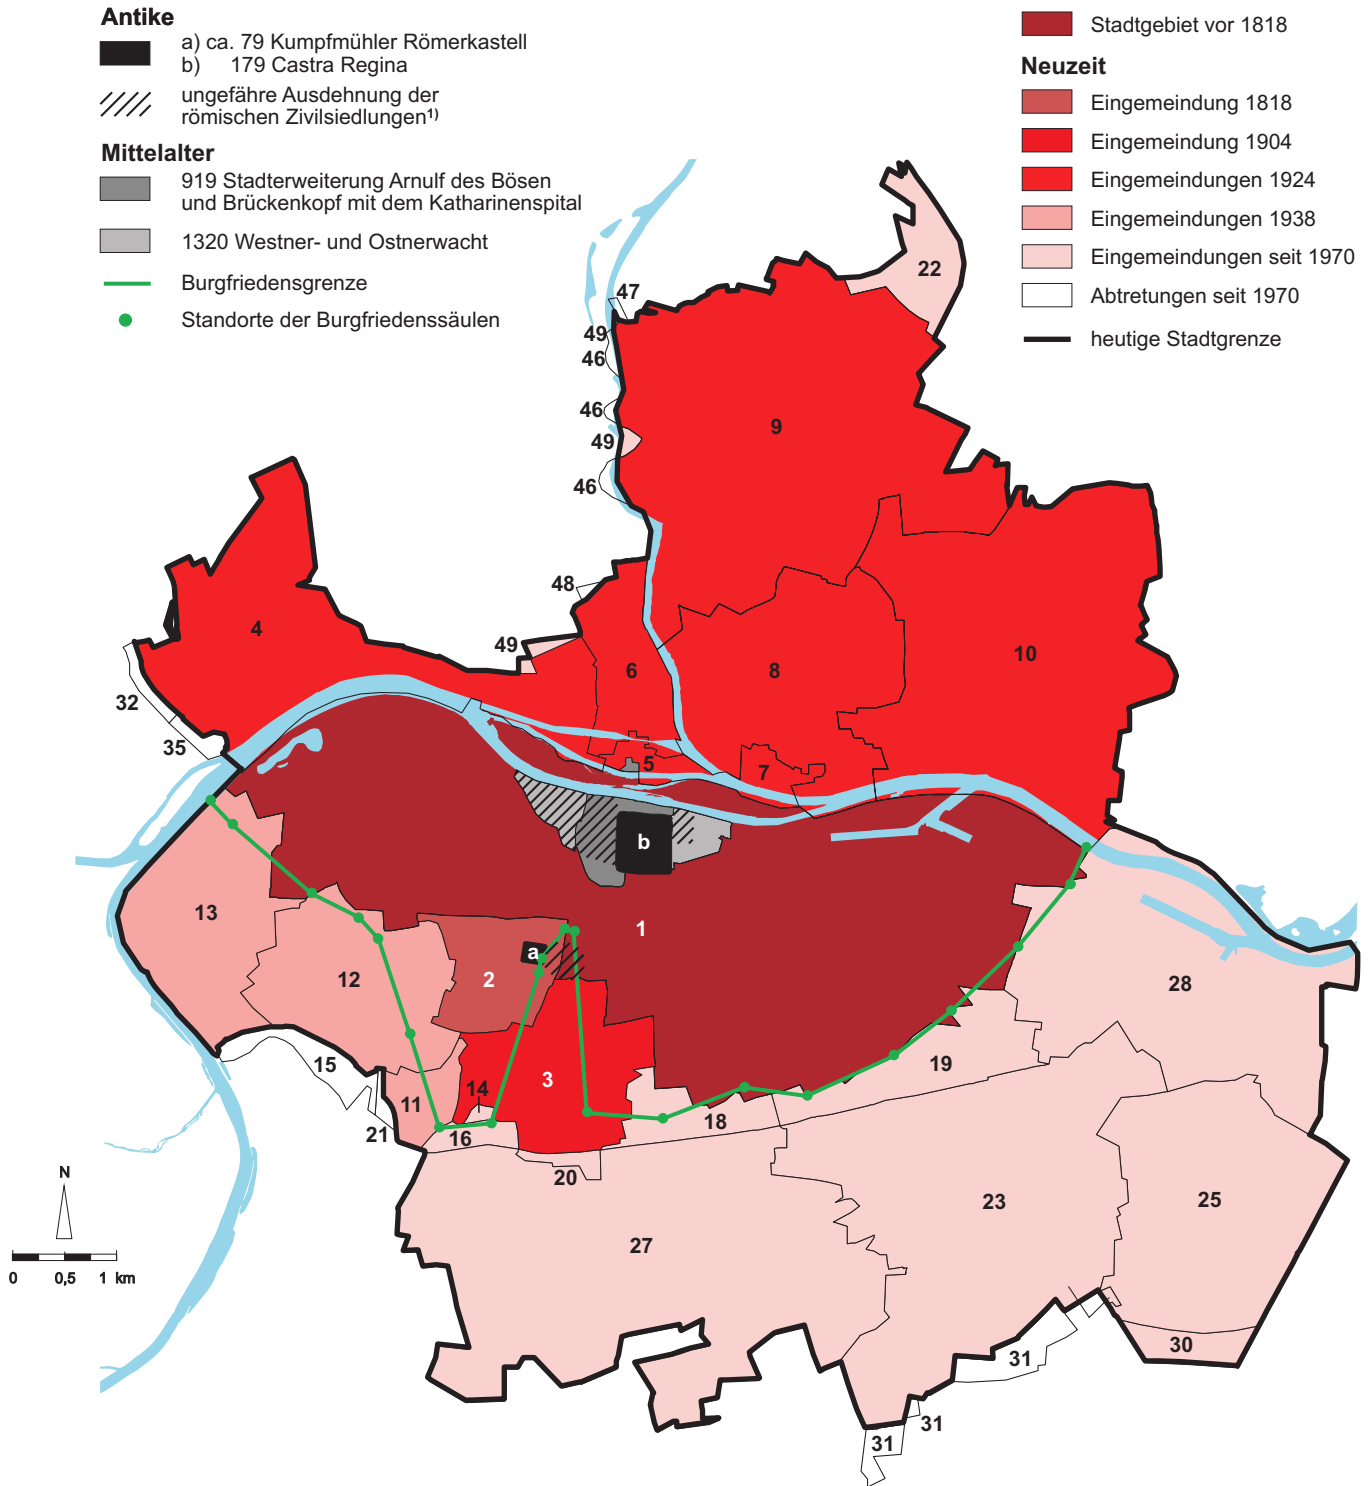 Antike
a) ca. 79 Kumpfmühler Römerkastell
b) 179 Castra Regina
ungefähre Ausdehnung der
römischen Zivilsiedlungen¹⁾
Mittelalter
919 Stadterweiterung Arnulf des Bösen
und Brückenkopf mit dem Katharinenspital
1320 Westner- und Ostnerwacht
Burgfriedensgrenze
Standorte der Burgfriedenssäulen
Stadtgebiet vor 1818
Neuzeit
Eingemeindung 1818
Eingemeindung 1904
Eingemeindungen 1924
Eingemeindungen 1938
Eingemeindungen seit 1970
Abtretungen seit 1970
heutige Stadtgrenze
22
47
49
46
46
9
49
46
48
4
49
6
8
10
32
35
5
7
b
13
1
a
12
2
28
15
19
3
14
11
18
21
16
20
N
23
25
27
0 0,5 1 km
30
31
31
31